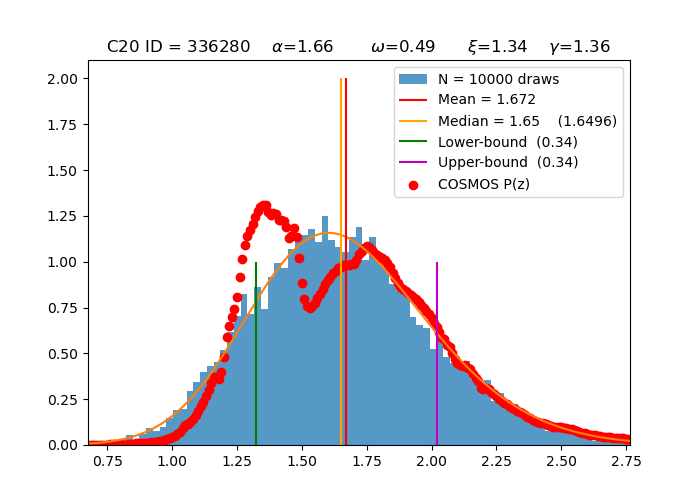 C20 ID = 336280 α=1.66 ω=0.49 ξ=1.34 γ=1.36
N = 10000 draws
Mean = 1.672
Median = 1.65 (1.6496)
Lower-bound (0.34)
Upper-bound (0.34)
COSMOS P(z)
2.00
1.75
1.50
1.25
1.00
0.75
0.50
0.25
0.00
0.75 1.00 1.25 1.50 1.75 2.00 2.25 2.50 2.75